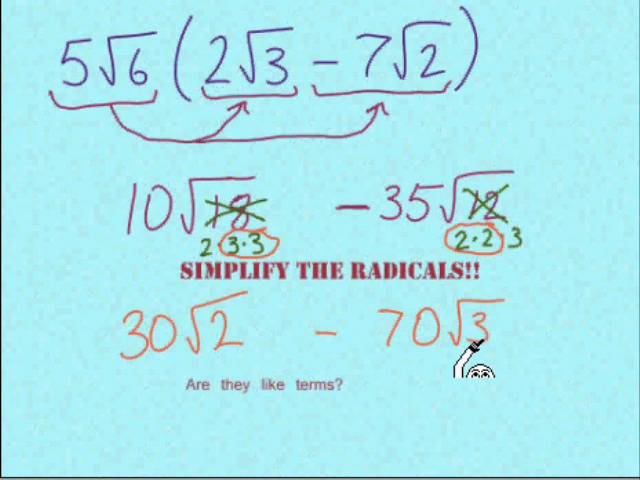 5√6 (2√3 − 7√2)
10√18 − 35√12
2 3·3 2·2 3
SIMPLIFY THE RADICALS!!
30√2 − 70√3
Are they like terms?